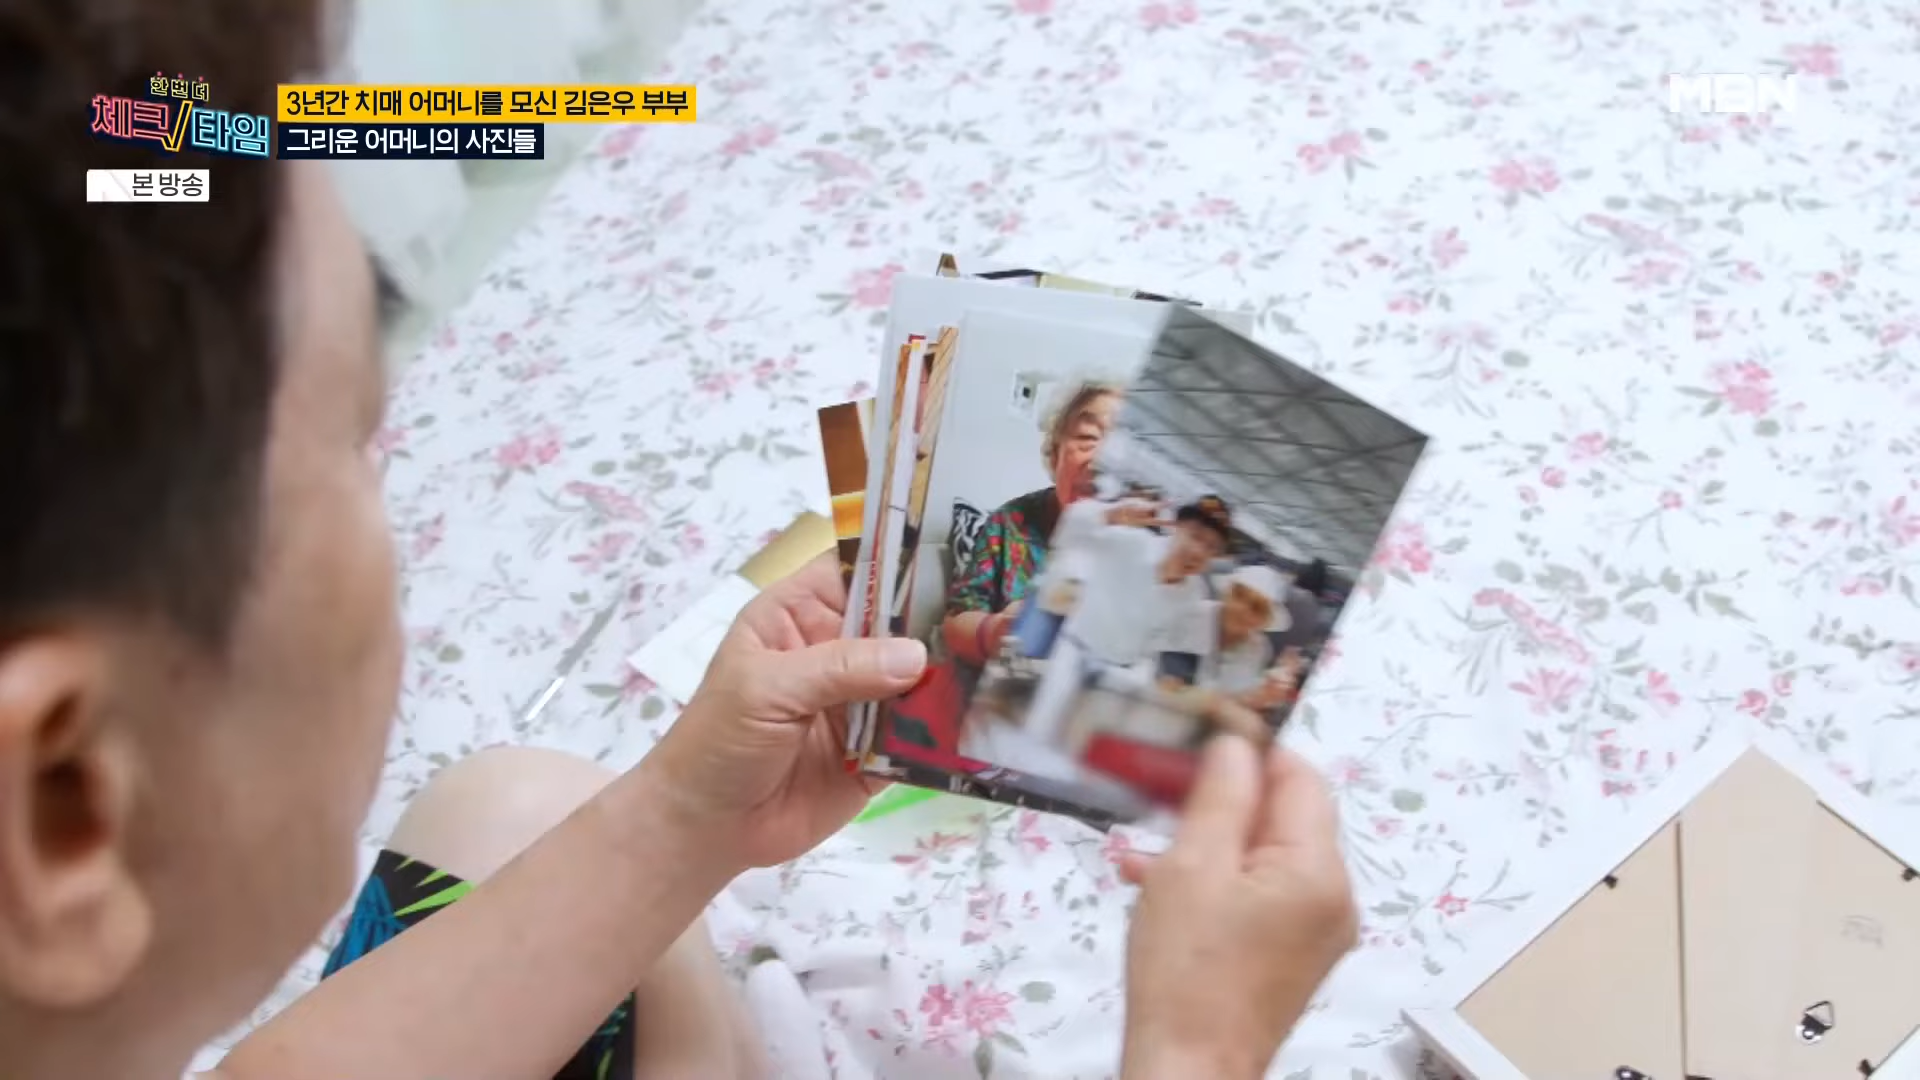 한 번 더
체크타임
3년간 치매 어머니를 모신 김은우 부부
그리운 어머니의 사진들
본 방송
MBN